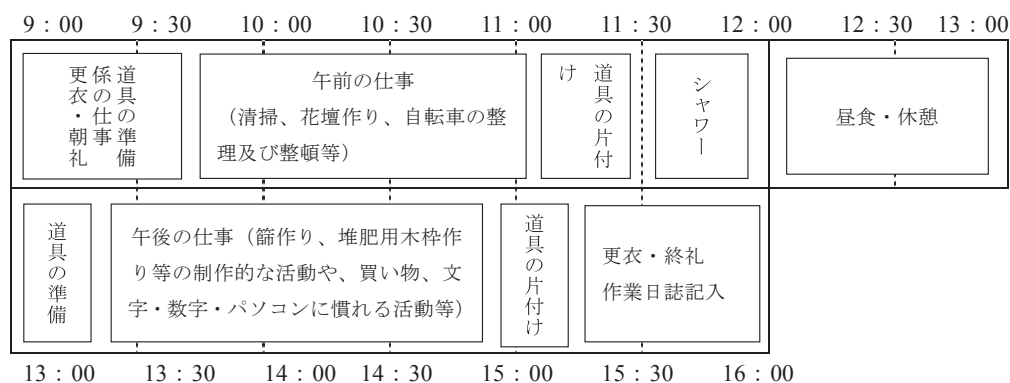 9：00 9：30 10：00 10：30 11：00 11：30 12：00 12：30 13：00
道具の準備
係の仕事
更衣・朝礼
午前の仕事
（清掃、花壇作り、自転車の整
理及び整頓等）
道具の片付
け
シャワー
昼食・休憩
道具の準備
午後の仕事（篩作り、堆肥用木枠作
り等の制作的な活動や、買い物、文
字・数字・パソコンに慣れる活動等）
道具の片付け
更衣・終礼
作業日誌記入
13：00 13：30 14：00 14：30 15：00 15：30 16：00